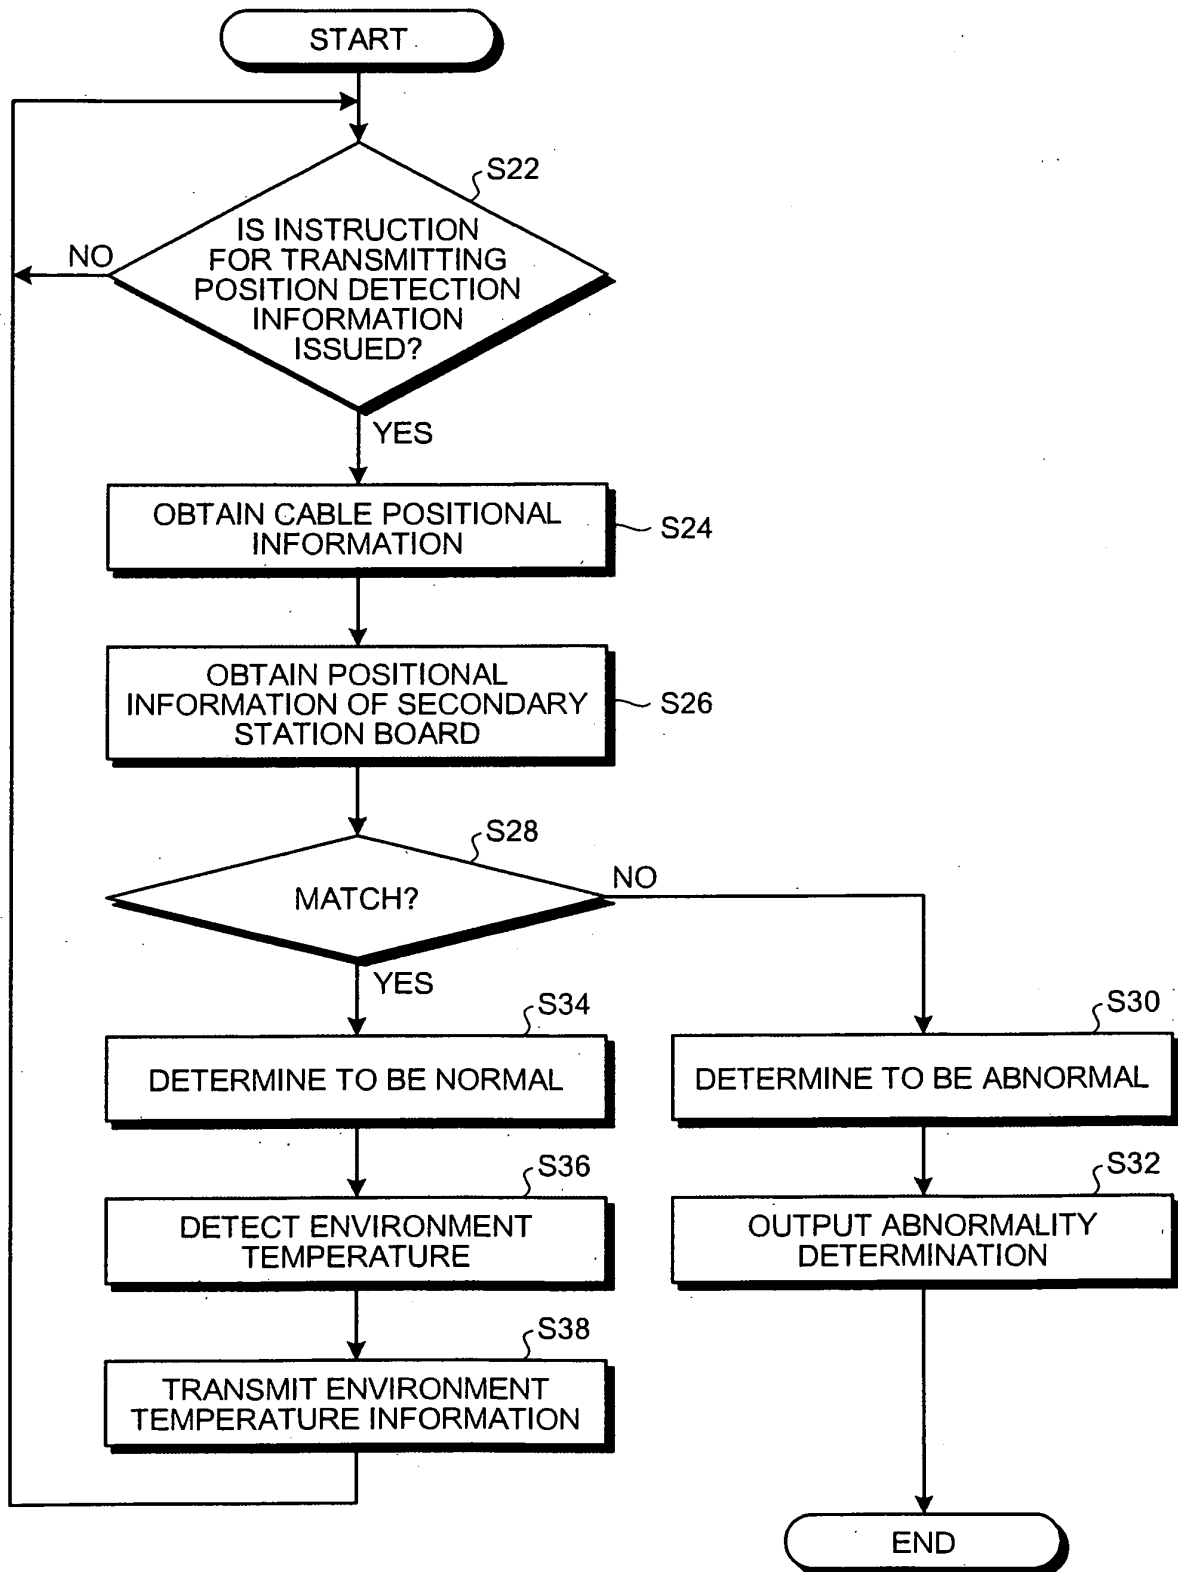 START
S22
IS INSTRUCTION
FOR TRANSMITTING
POSITION DETECTION
INFORMATION
ISSUED?
NO
YES
OBTAIN CABLE POSITIONAL
INFORMATION
S24
OBTAIN POSITIONAL
INFORMATION OF SECONDARY
STATION BOARD
S26
S28
MATCH?
NO
YES
S34
DETERMINE TO BE NORMAL
S30
DETERMINE TO BE ABNORMAL
S36
DETECT ENVIRONMENT
TEMPERATURE
S32
OUTPUT ABNORMALITY
DETERMINATION
S38
TRANSMIT ENVIRONMENT
TEMPERATURE INFORMATION
END